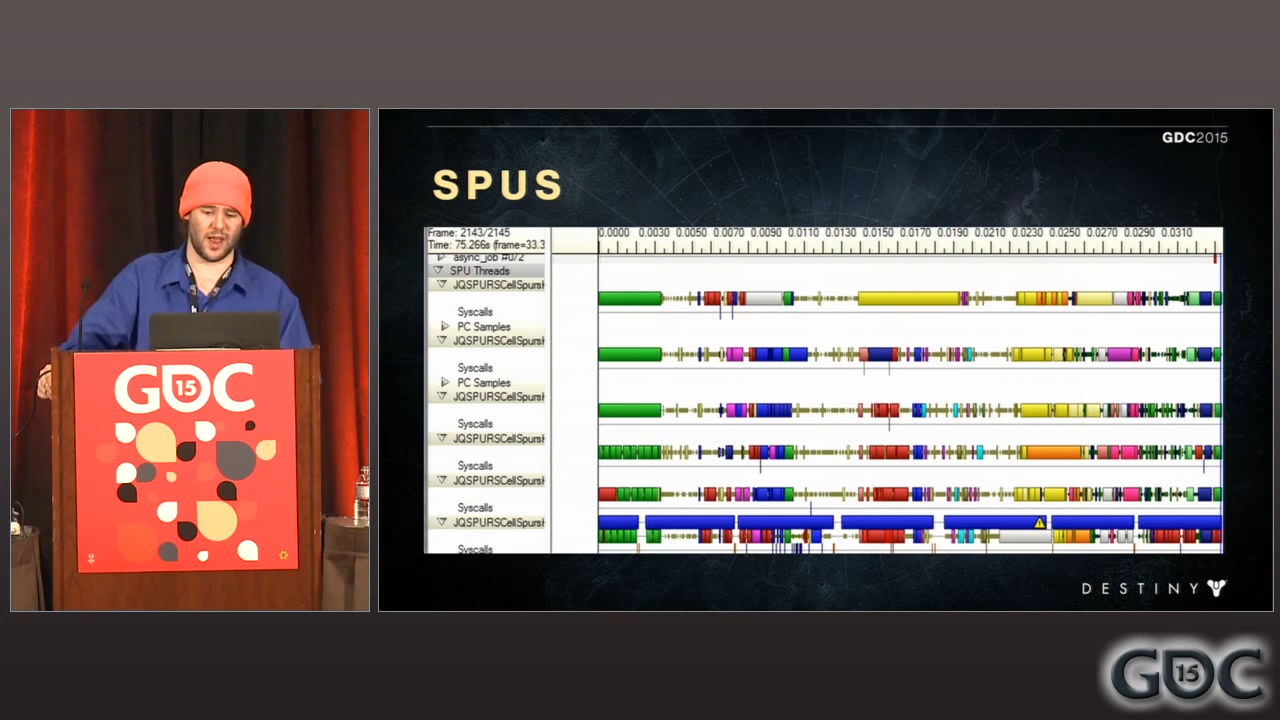 GDC2015
SPUS
Frame: 2143/2145
Time: 75.266s (frame=33.3
0.0000 0.0030 0.0050 0.0070 0.0090 0.0110 0.0130 0.0150 0.0170 0.0190 0.0210 0.0230 0.0250 0.0270 0.0290 0.0310
async_job #0/2
SPU Threads
JQSPURSCellSpurs
Syscalls
PC Samples
JQSPURSCellSpurs
Syscalls
PC Samples
JQSPURSCellSpurs
Syscalls
JQSPURSCellSpurs
Syscalls
JQSPURSCellSpurs
Syscalls
JQSPURSCellSpurs
Syscalls
DESTINY
GDC
15
GDC
15